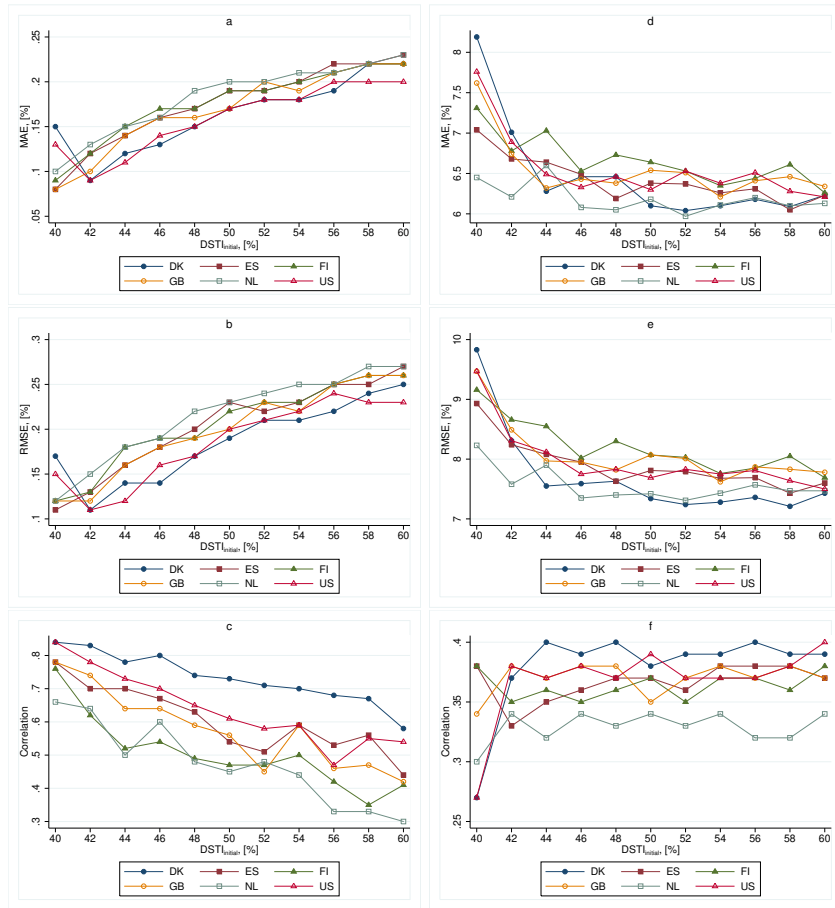 a
MAE, [%]
.25
.2
.15
.1
.05
40 42 44 46 48 50 52 54 56 58 60
DSTIinitial, [%]
DK ES FI
GB NL US
d
MAE, [%]
8
7.5
7
6.5
6
40 42 44 46 48 50 52 54 56 58 60
DSTIinitial, [%]
DK ES FI
GB NL US
b
RMSE, [%]
.3
.25
.2
.15
.1
40 42 44 46 48 50 52 54 56 58 60
DSTIinitial, [%]
DK ES FI
GB NL US
e
RMSE, [%]
10
9
8
7
40 42 44 46 48 50 52 54 56 58 60
DSTIinitial, [%]
DK ES FI
GB NL US
c
Correlation
.8
.7
.6
.5
.4
.3
40 42 44 46 48 50 52 54 56 58 60
DSTIinitial, [%]
DK ES FI
GB NL US
f
Correlation
.4
.35
.3
.25
40 42 44 46 48 50 52 54 56 58 60
DSTIinitial, [%]
DK ES FI
GB NL US